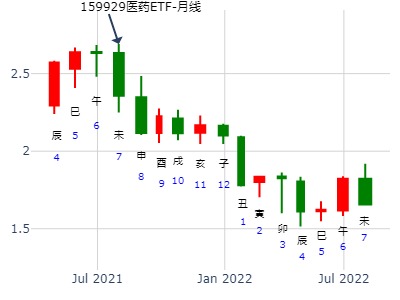 159929医药ETF-月线
2.5
2
1.5
辰
4
巳
5
午
6
未
7
申
8
酉
9
戌
10
亥
11
子
12
丑
1
寅
2
卯
3
辰
4
巳
5
午
6
未
7
Jul 2021
Jan 2022
Jul 2022